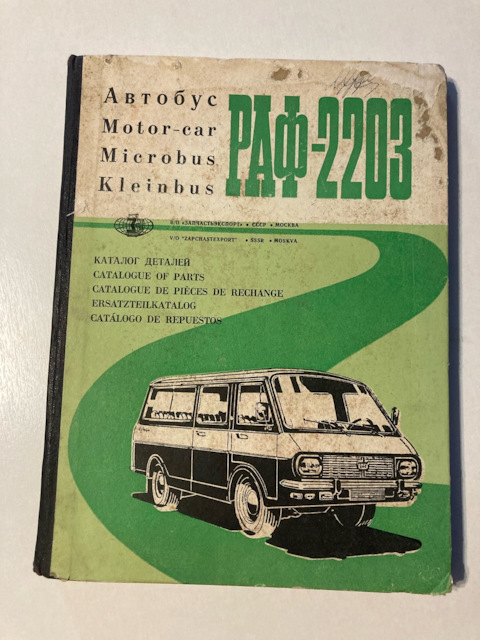 Автобус
Motor-car
Microbus
Kleinbus
РАФ-2203
В/О «ЗАПЧАСТЬЭКСПОРТ» • СССР • МОСКВА
V/O "ZAPCHASTEXPORT" • SSSR • MOSKVA
КАТАЛОГ ДЕТАЛЕЙ
CATALOGUE OF PARTS
CATALOGUE DE PIÈCES DE RECHANGE
ERSATZTEILKATALOG
CATÁLOGO DE REPUESTOS